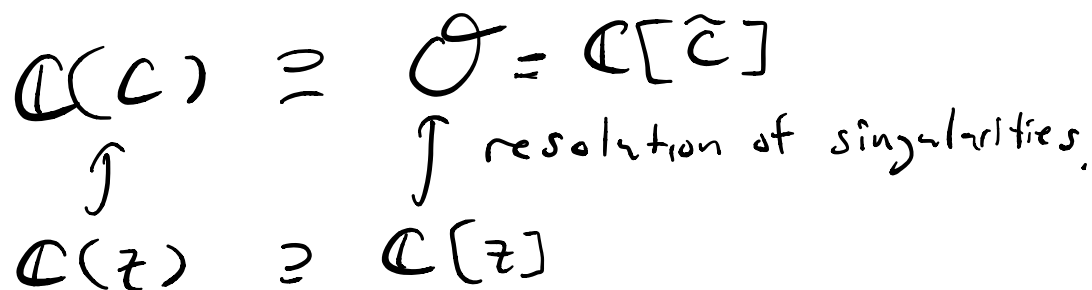 ℂ(C) ⊇ 𝒪 = ℂ[C̃]
↪ ↪ resolution of singularities.
ℂ(z) ⊇ ℂ[z]